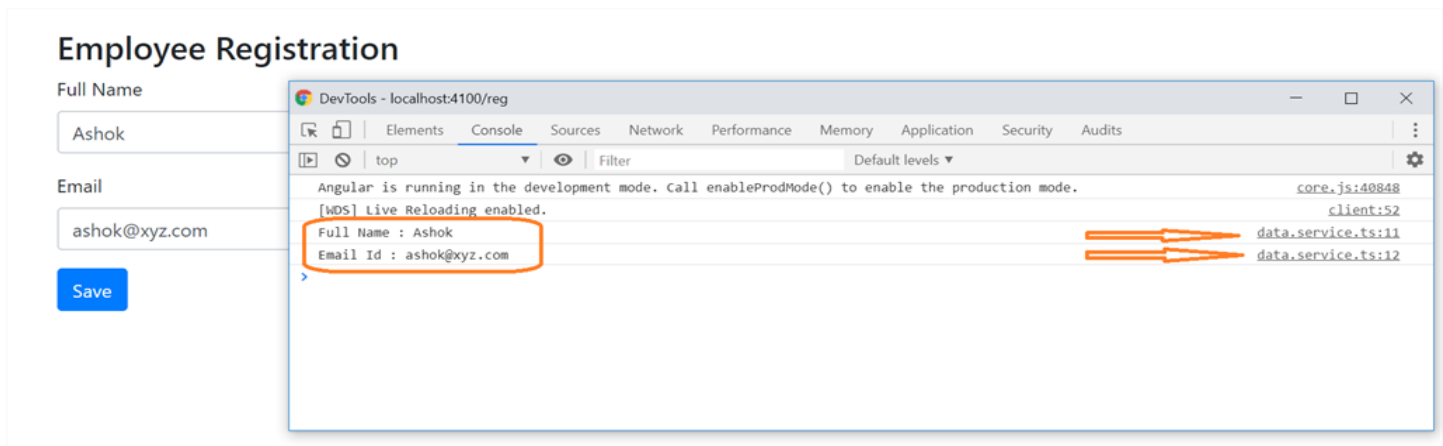 Employee Registration
Full Name
Ashok
Email
ashok@xyz.com
Save
DevTools - localhost:4100/reg
Elements Console Sources Network Performance Memory Application Security Audits
top Filter Default levels
Angular is running in the development mode. Call enableProdMode() to enable the production mode. core.js:40848
[WDS] Live Reloading enabled. client:52
Full Name : Ashok data.service.ts:11
Email Id : ashok@xyz.com data.service.ts:12